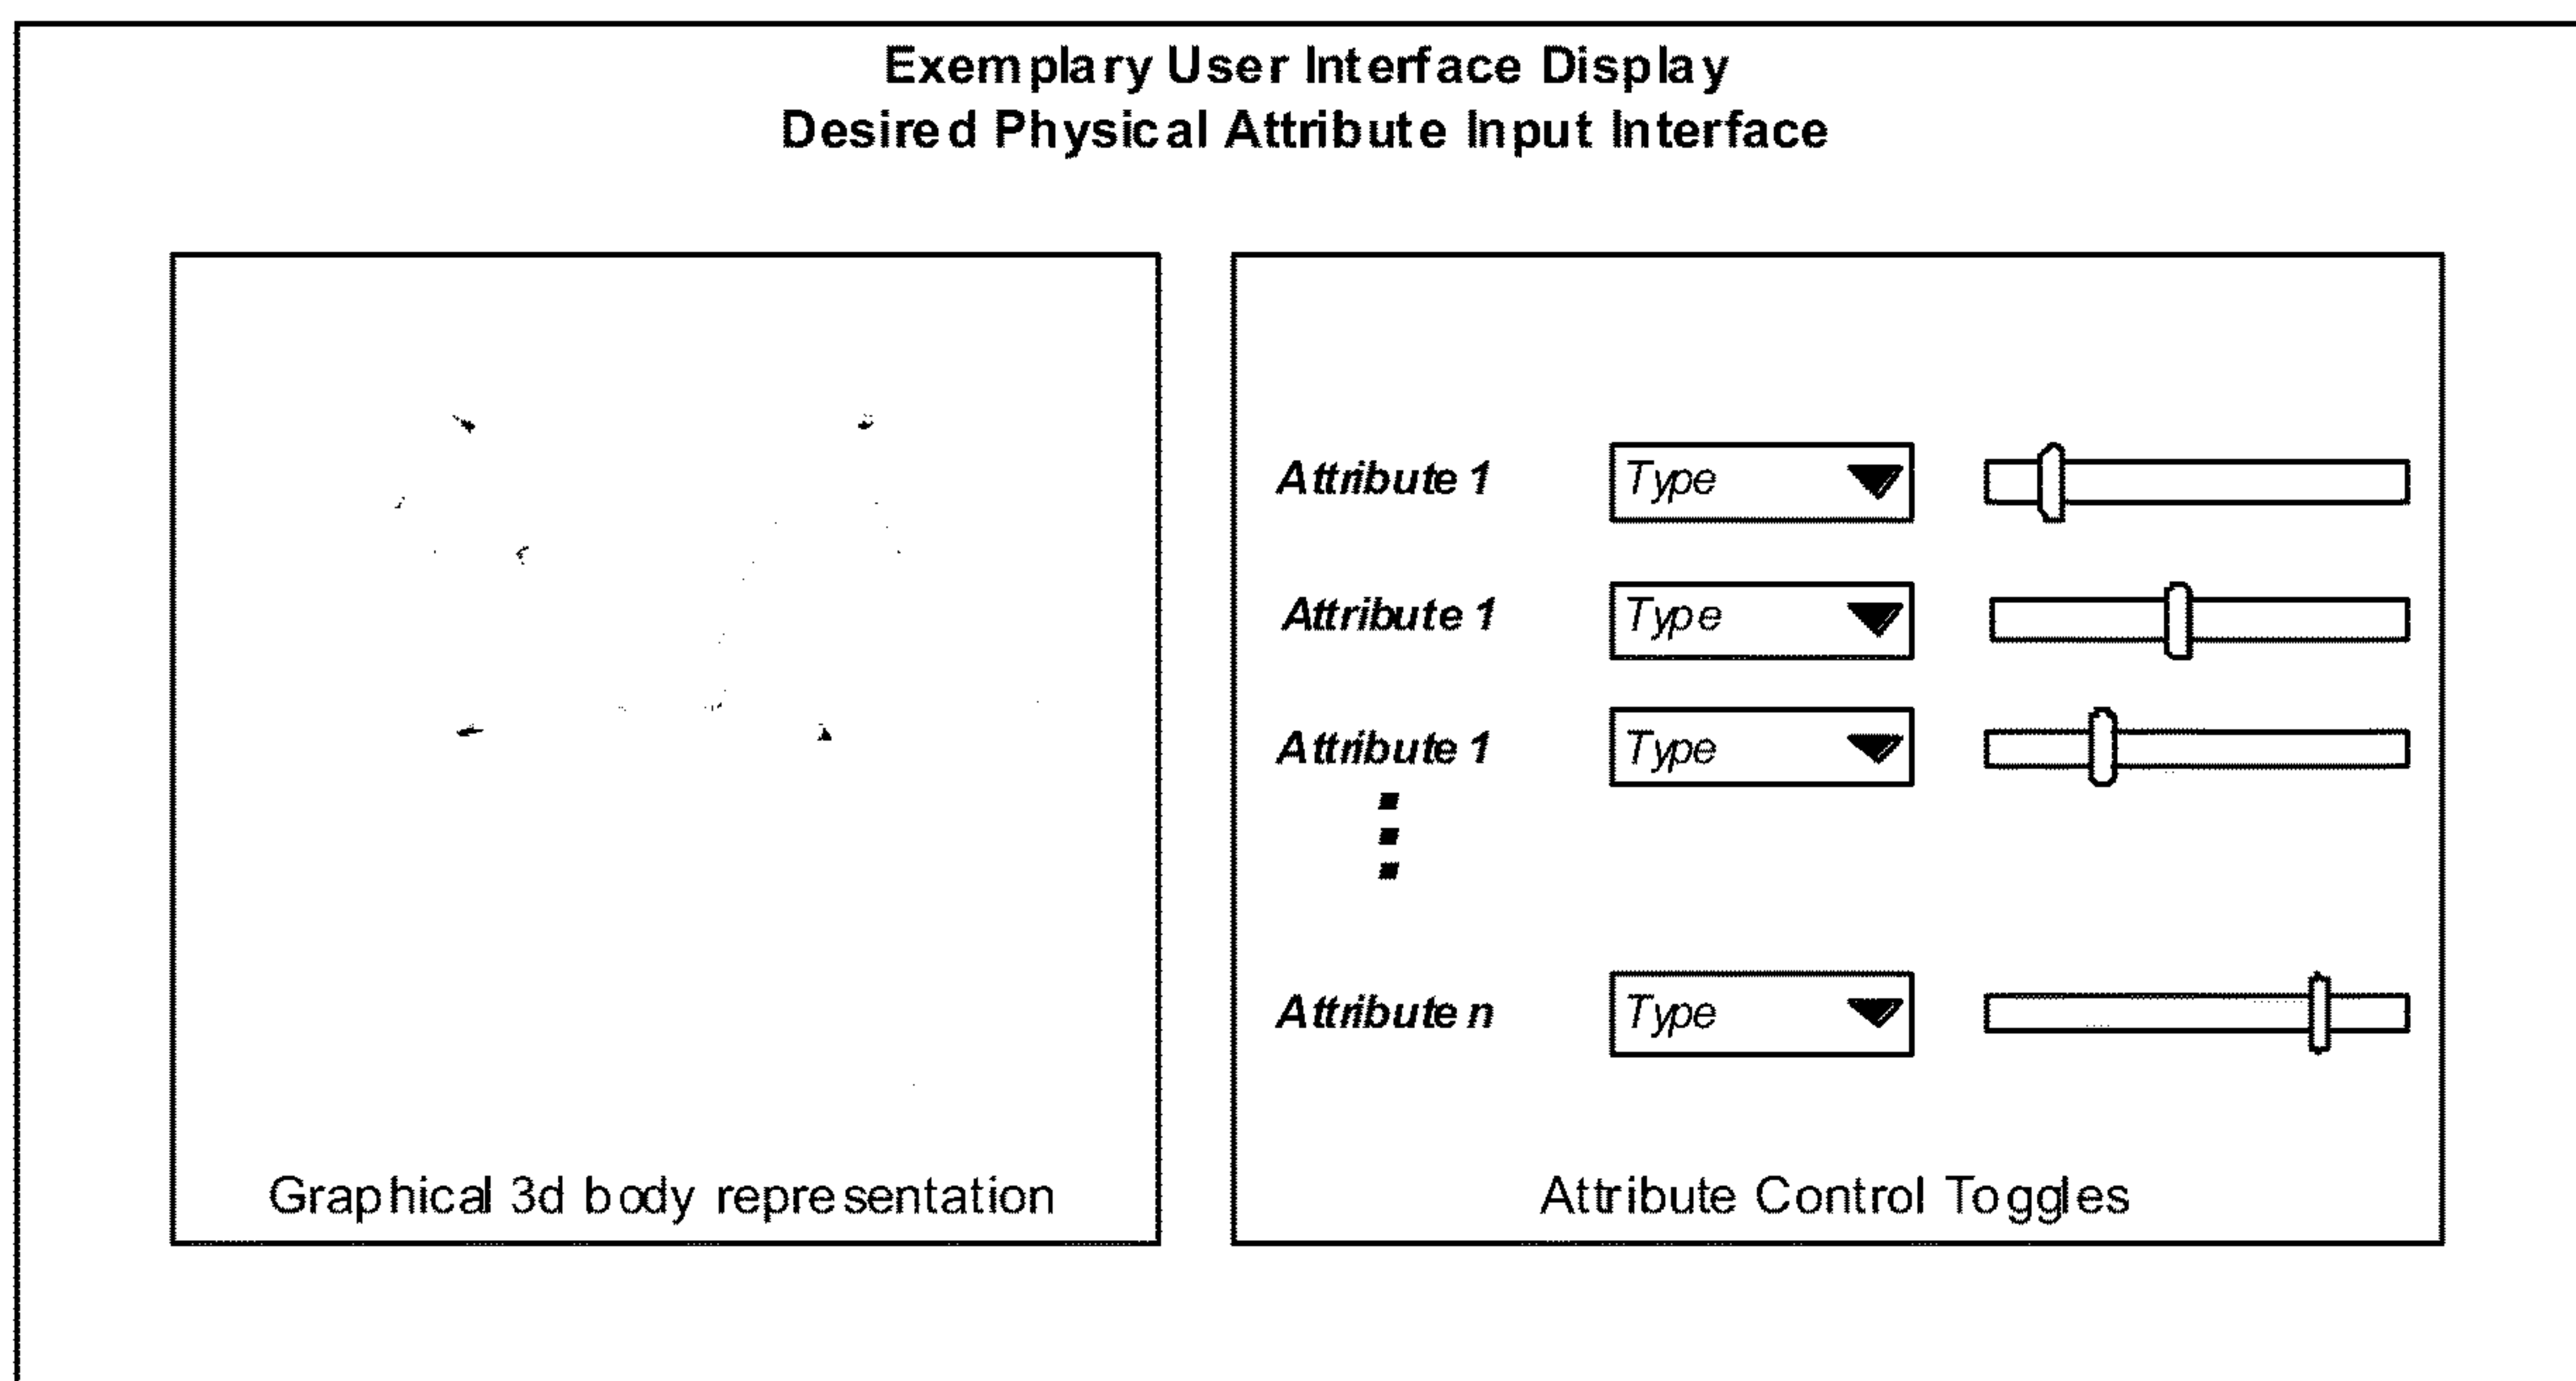 Exemplary User Interface Display
Desired Physical Attribute Input Interface
Graphical 3d body representation
Attribute 1 Type
Attribute 1 Type
Attribute 1 Type
Attribute n Type
Attribute Control Toggles